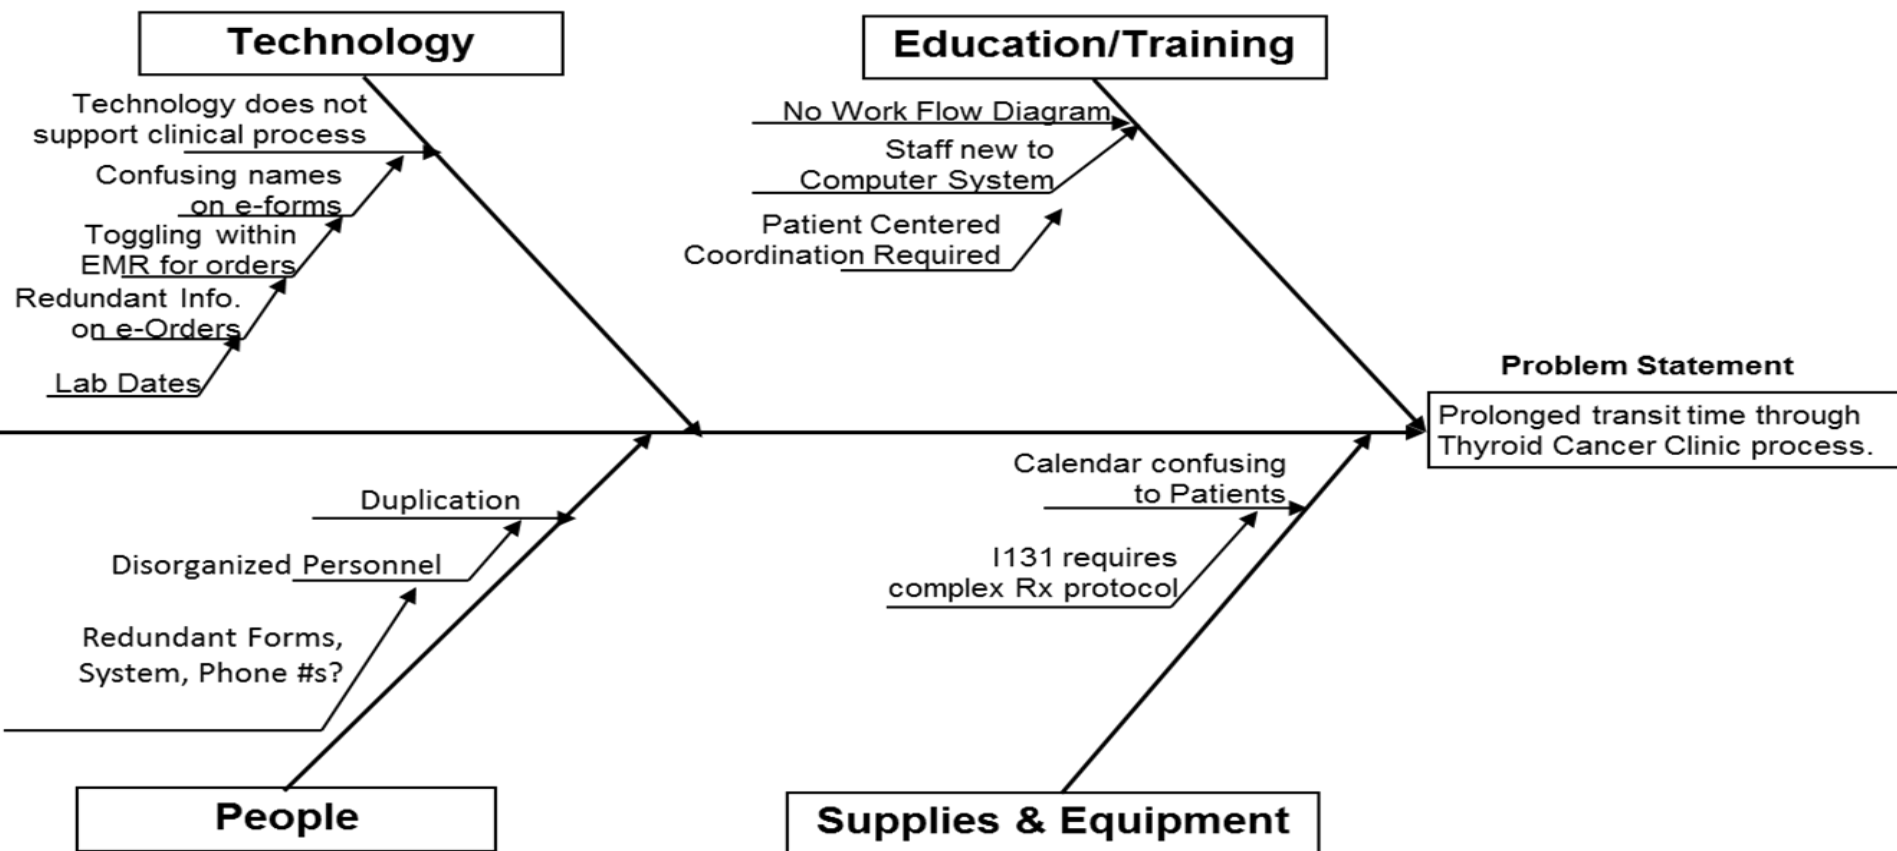 Technology
Education/Training
Technology does not
support clinical process
Confusing names
on e-forms
Toggling within
EMR for orders
Redundant Info.
on e-Orders
Lab Dates
No Work Flow Diagram
Staff new to
Computer System
Patient Centered
Coordination Required
Problem Statement
Prolonged transit time through
Thyroid Cancer Clinic process.
Duplication
Disorganized Personnel
Redundant Forms,
System, Phone #s?
Calendar confusing
to Patients
I131 requires
complex Rx protocol
People
Supplies & Equipment